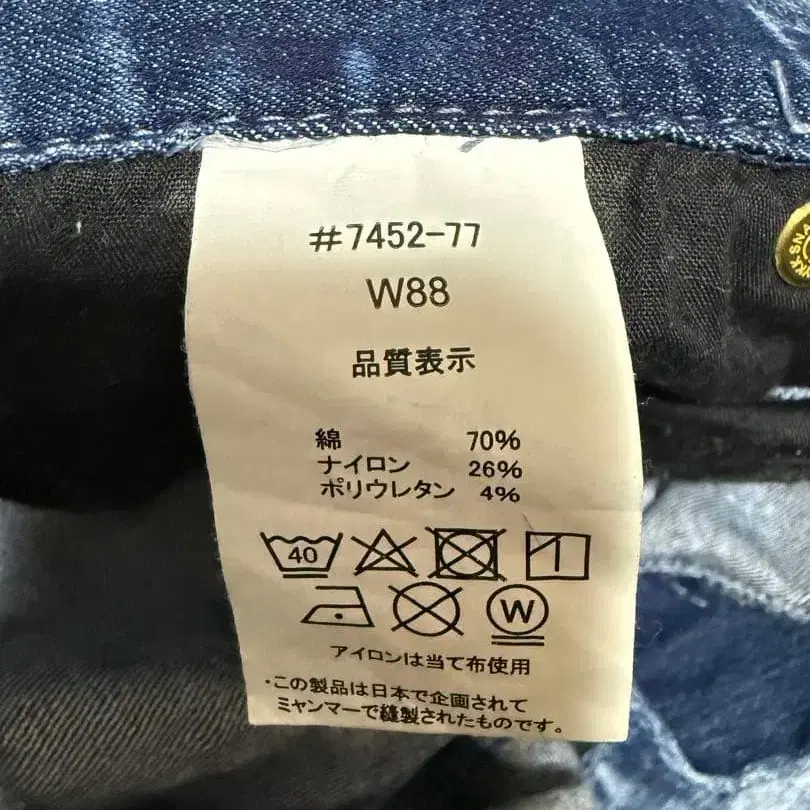 #7452-77
W88
品質表示
綿 70%
ナイロン 26%
ポリウレタン 4%
40
W
アイロンは当て布使用
・この製品は日本で企画されて
ミャンマーで縫製されたものです。